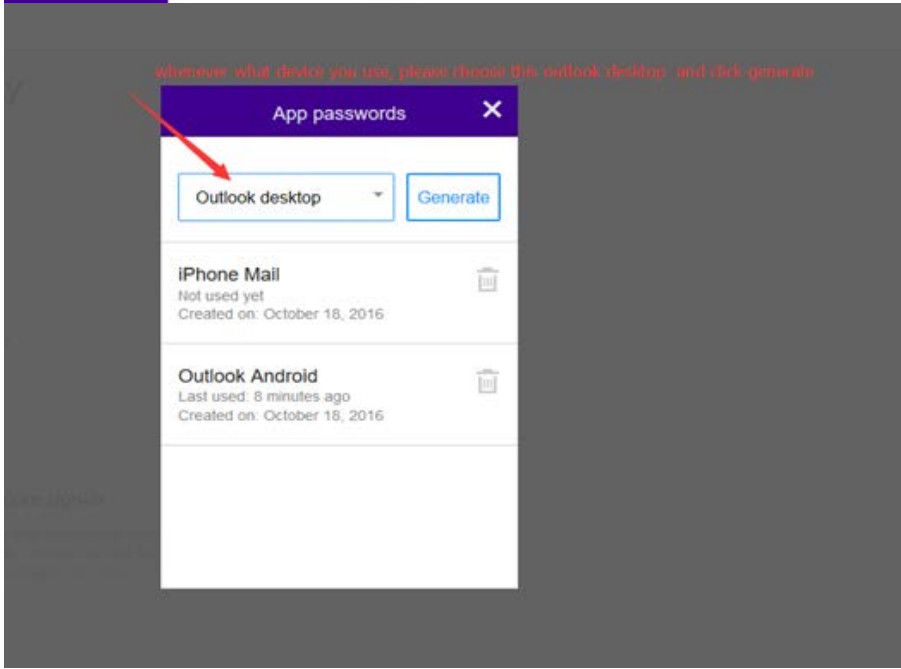 whenever what device you use, please choose this outlook desktop and click generate
App passwords
Outlook desktop
Generate
iPhone Mail
Not used yet
Created on: October 18, 2016
Outlook Android
Last used: 8 minutes ago
Created on: October 18, 2016